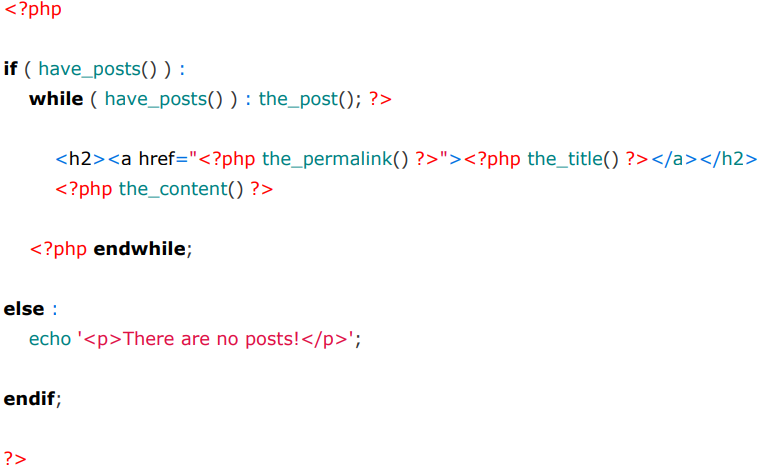 <?php
if ( have_posts() ) :
while ( have_posts() ) : the_post(); ?>
<h2><a href="<?php the_permalink() ?>"><?php the_title() ?></a></h2>
<?php the_content() ?>
<?php endwhile;
else :
echo '<p>There are no posts!</p>';
endif;
?>